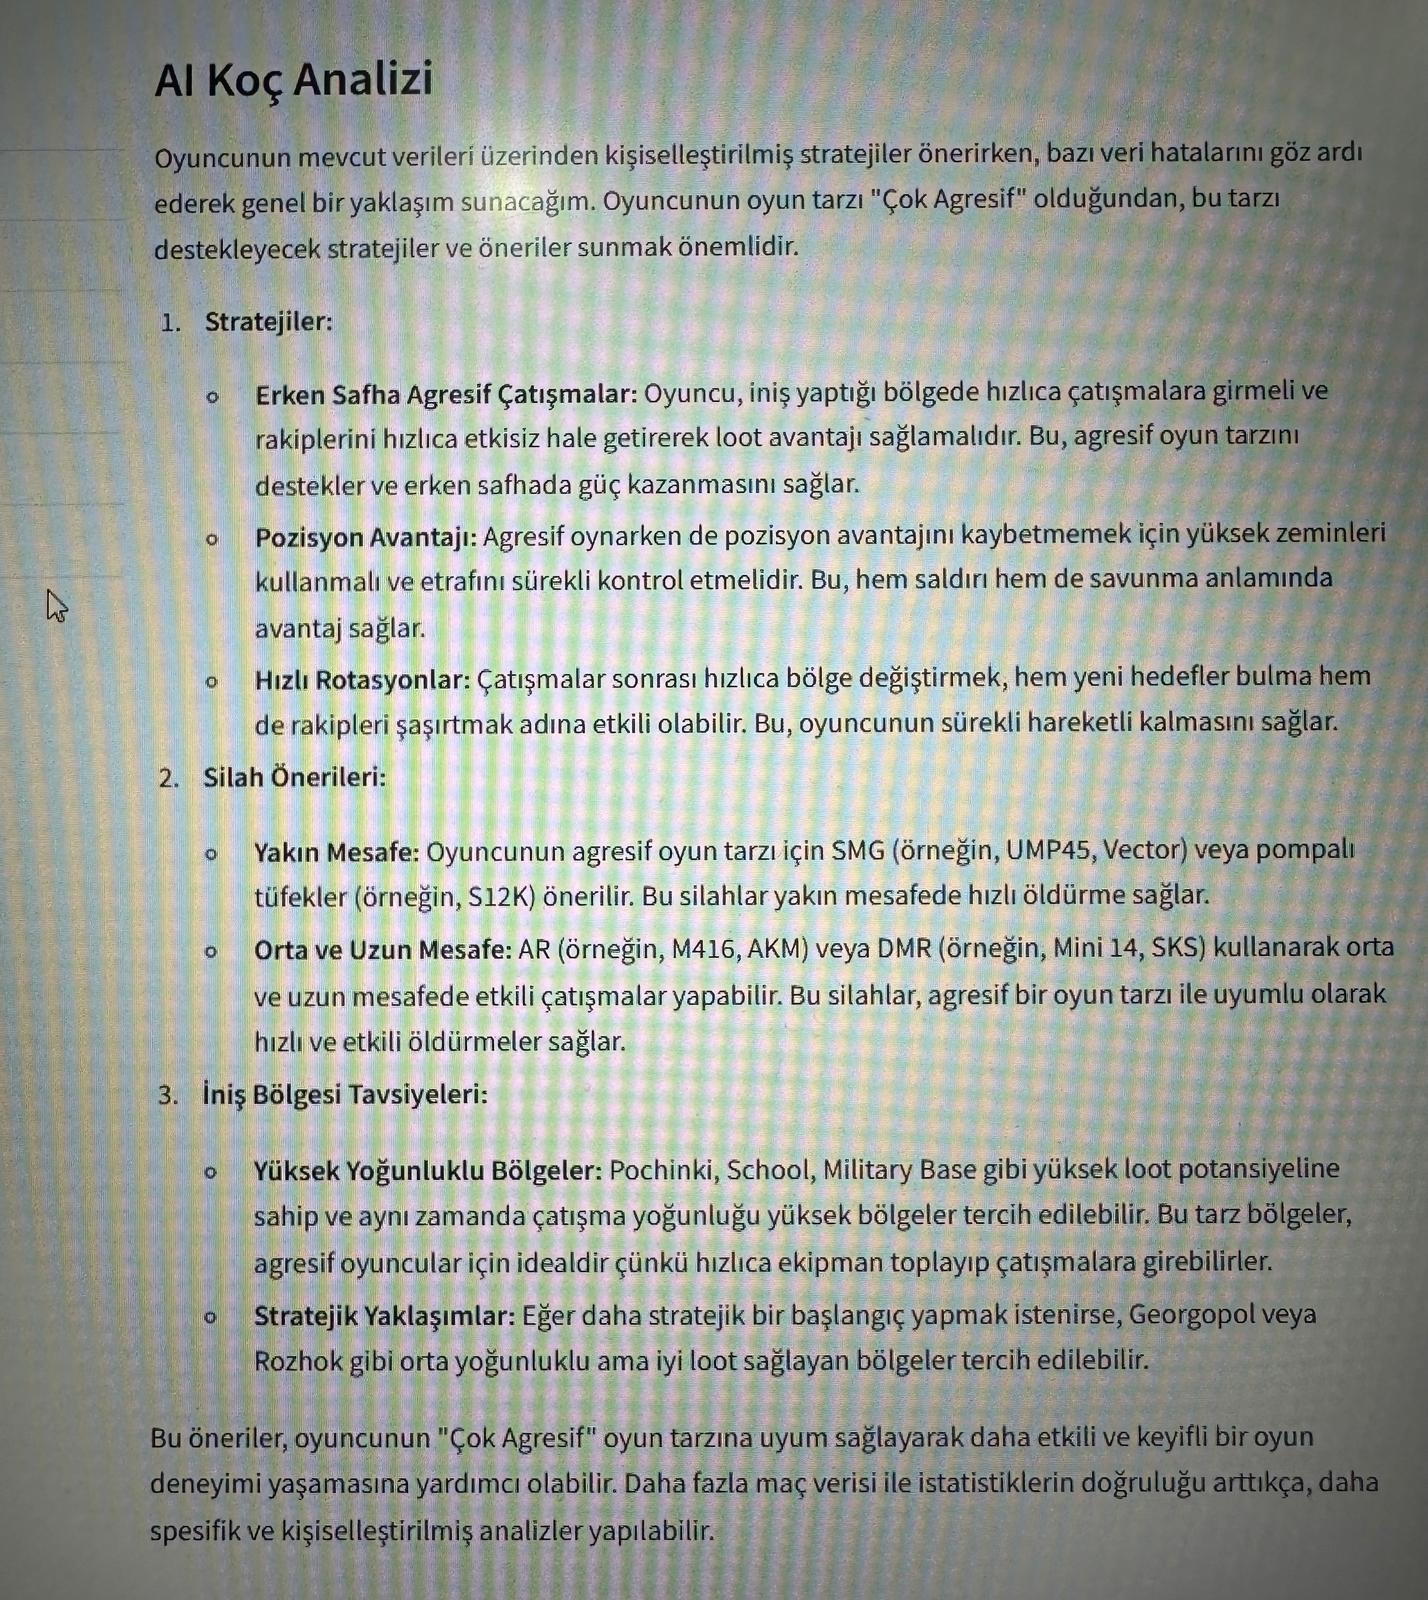 AI Koç Analizi
Oyuncunun mevcut verileri üzerinden kişiselleştirilmiş stratejiler önerirken, bazı veri hatalarını göz ardı
ederek genel bir yaklaşım sunacağım. Oyuncunun oyun tarzı "Çok Agresif" olduğundan, bu tarzı
destekleyecek stratejiler ve öneriler sunmak önemlidir.
1. Stratejiler:
Erken Safha Agresif Çatışmalar: Oyuncu, iniş yaptığı bölgede hızlıca çatışmalara girmeli ve
rakiplerini hızlıca etkisiz hale getirerek loot avantajı sağlamalıdır. Bu, agresif oyun tarzını
destekler ve erken safhada güç kazanmasını sağlar.
Pozisyon Avantajı: Agresif oynarken de pozisyon avantajını kaybetmemek için yüksek zeminleri
kullanmalı ve etrafını sürekli kontrol etmelidir. Bu, hem saldırı hem de savunma anlamında
avantaj sağlar.
Hızlı Rotasyonlar: Çatışmalar sonrası hızlıca bölge değiştirmek, hem yeni hedefler bulma hem
de rakipleri şaşırtmak adına etkili olabilir. Bu, oyuncunun sürekli hareketli kalmasını sağlar.
2. Silah Önerileri:
Yakın Mesafe: Oyuncunun agresif oyun tarzı için SMG (örneğin, UMP45, Vector) veya pompalı
tüfekler (örneğin, S12K) önerilir. Bu silahlar yakın mesafede hızlı öldürme sağlar.
Orta ve Uzun Mesafe: AR (örneğin, M416, AKM) veya DMR (örneğin, Mini 14, SKS) kullanarak orta
ve uzun mesafede etkili çatışmalar yapabilir. Bu silahlar, agresif bir oyun tarzı ile uyumlu olarak
hızlı ve etkili öldürmeler sağlar.
3. İniş Bölgesi Tavsiyeleri:
Yüksek Yoğunluklu Bölgeler: Pochinki, School, Military Base gibi yüksek loot potansiyeline
sahip ve aynı zamanda çatışma yoğunluğu yüksek bölgeler tercih edilebilir. Bu tarz bölgeler,
agresif oyuncular için idealdir çünkü hızlıca ekipman toplayıp çatışmalara girebilirler.
Stratejik Yaklaşımlar: Eğer daha stratejik bir başlangıç yapmak istenirse, Georgopol veya
Rozhok gibi orta yoğunluklu ama iyi loot sağlayan bölgeler tercih edilebilir.
Bu öneriler, oyuncunun "Çok Agresif" oyun tarzına uyum sağlayarak daha etkili ve keyifli bir oyun
deneyimi yaşamasına yardımcı olabilir. Daha fazla maç verisi ile istatistiklerin doğruluğu arttıkça, daha
spesifik ve kişiselleştirilmiş analizler yapılabilir.